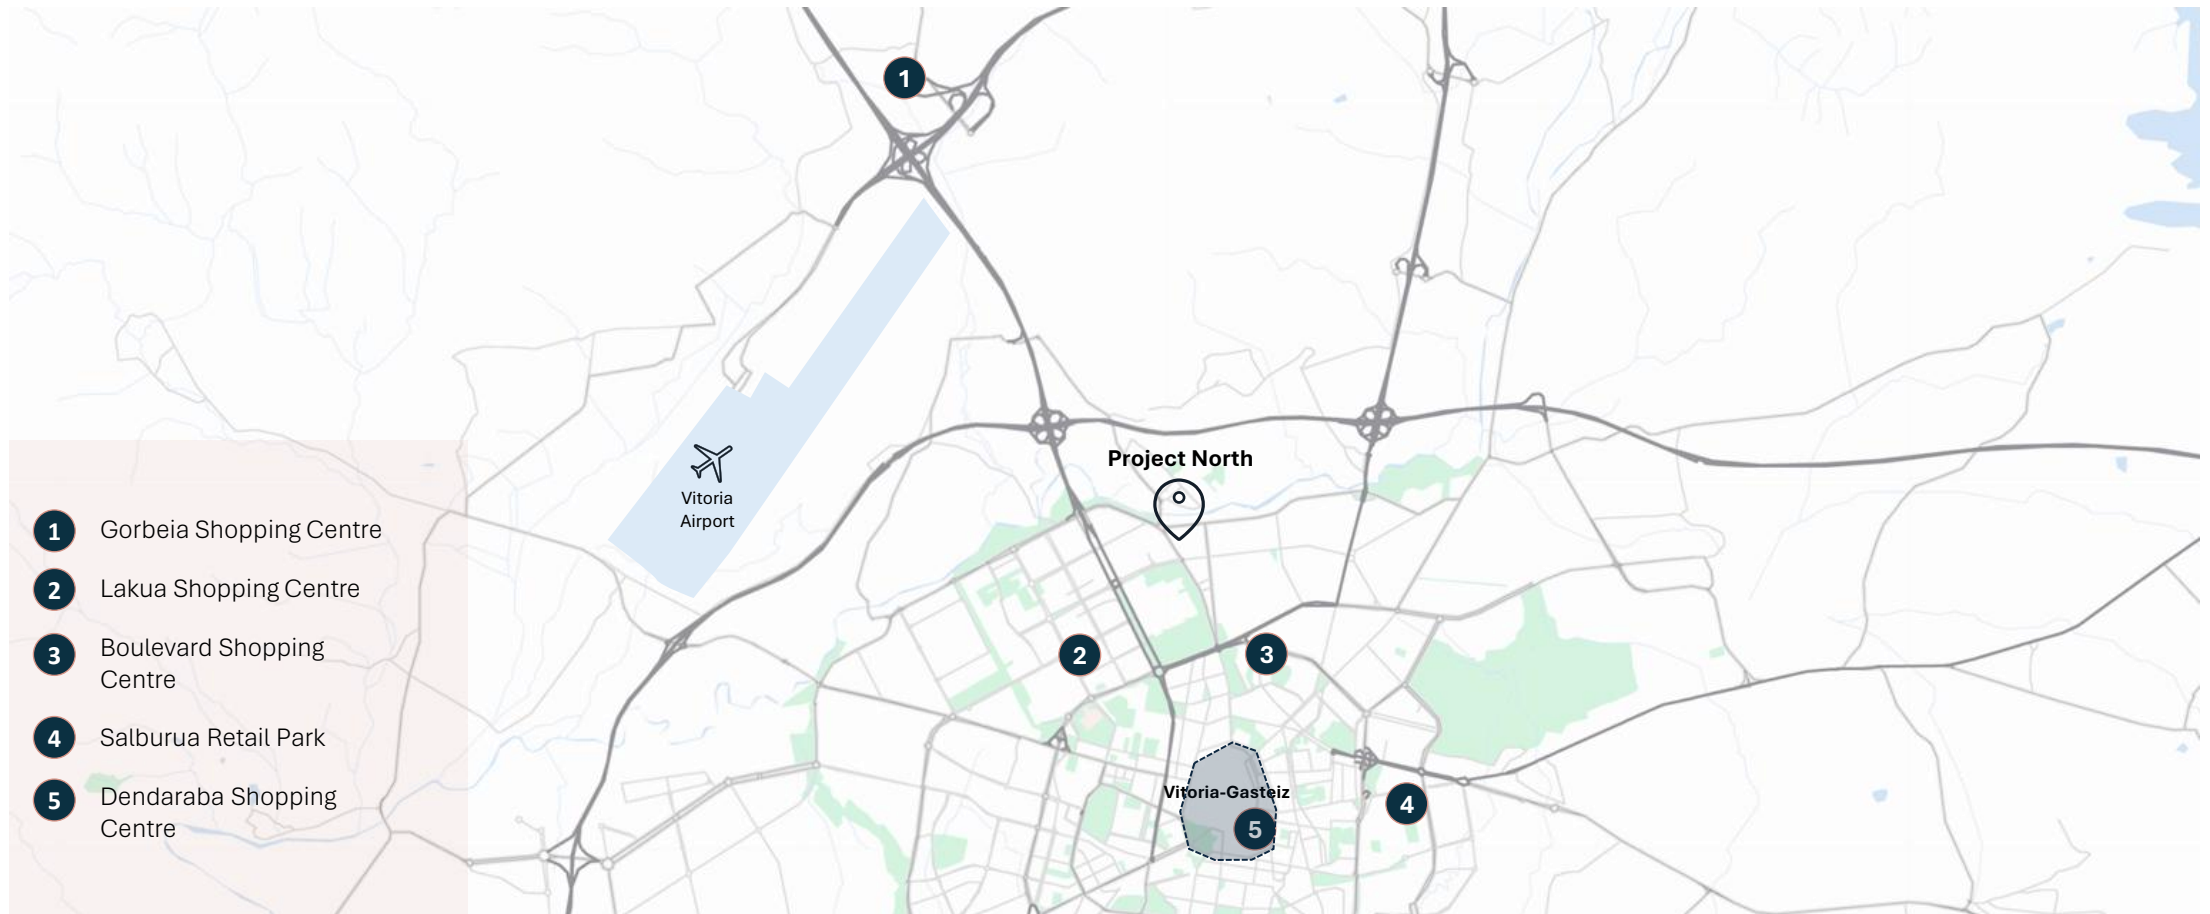 1
Project North
Vitoria
Airport
1 Gorbeia Shopping Centre
2 Lakua Shopping Centre
3 Boulevard Shopping
Centre
4 Salburua Retail Park
5 Dendaraba Shopping
Centre
2
3
Vitoria-Gasteiz
4
5